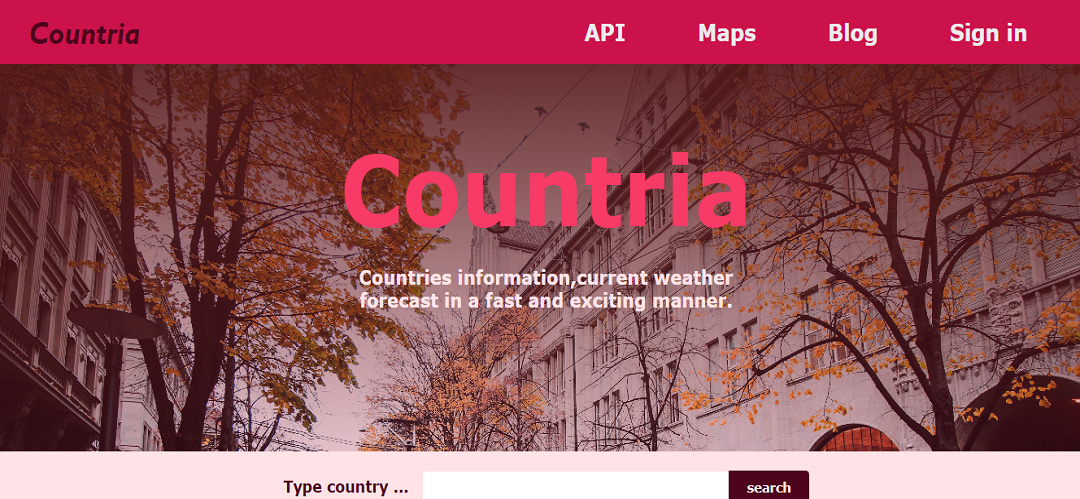 Countria
API
Maps
Blog
Sign in
Countria
Countries information,current weather
forecast in a fast and exciting manner.
Type country ...
search